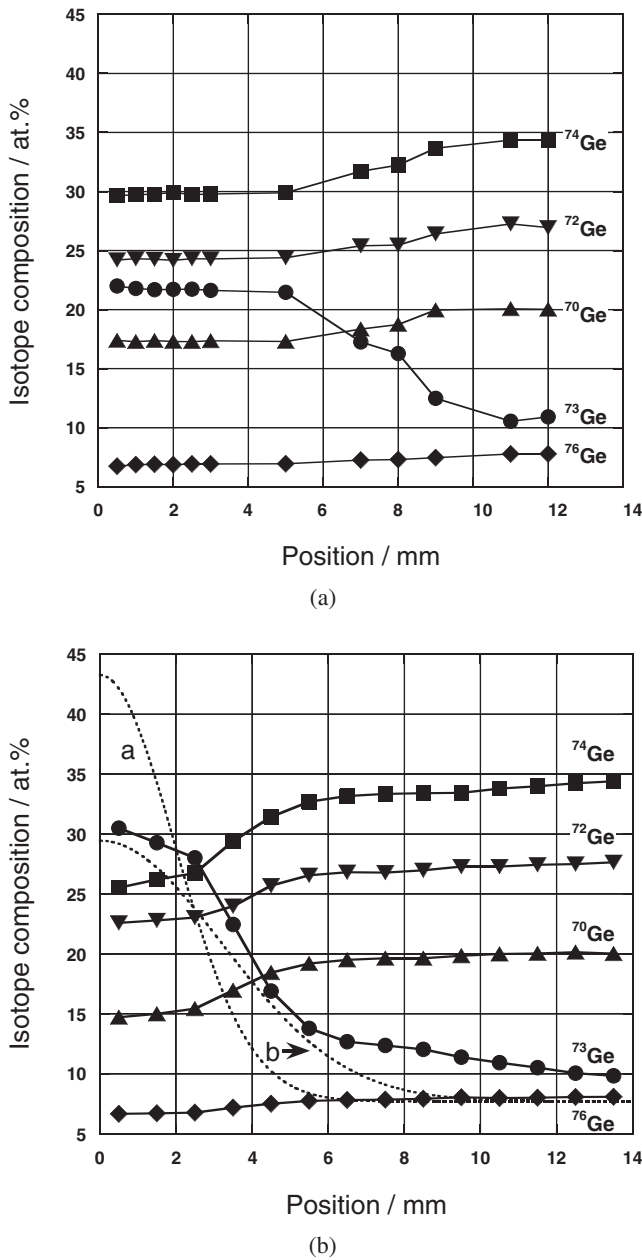 45
40
35
30
25
20
15
10
5
Isotope composition / at.%
⁷⁴Ge
⁷²Ge
⁷⁰Ge
⁷³Ge
⁷⁶Ge
0 2 4 6 8 10 12 14
Position / mm
(a)
45
40
35
30
25
20
15
10
5
Isotope composition / at.%
a
b
⁷⁴Ge
⁷²Ge
⁷⁰Ge
⁷³Ge
⁷⁶Ge
0 2 4 6 8 10 12 14
Position / mm
(b)